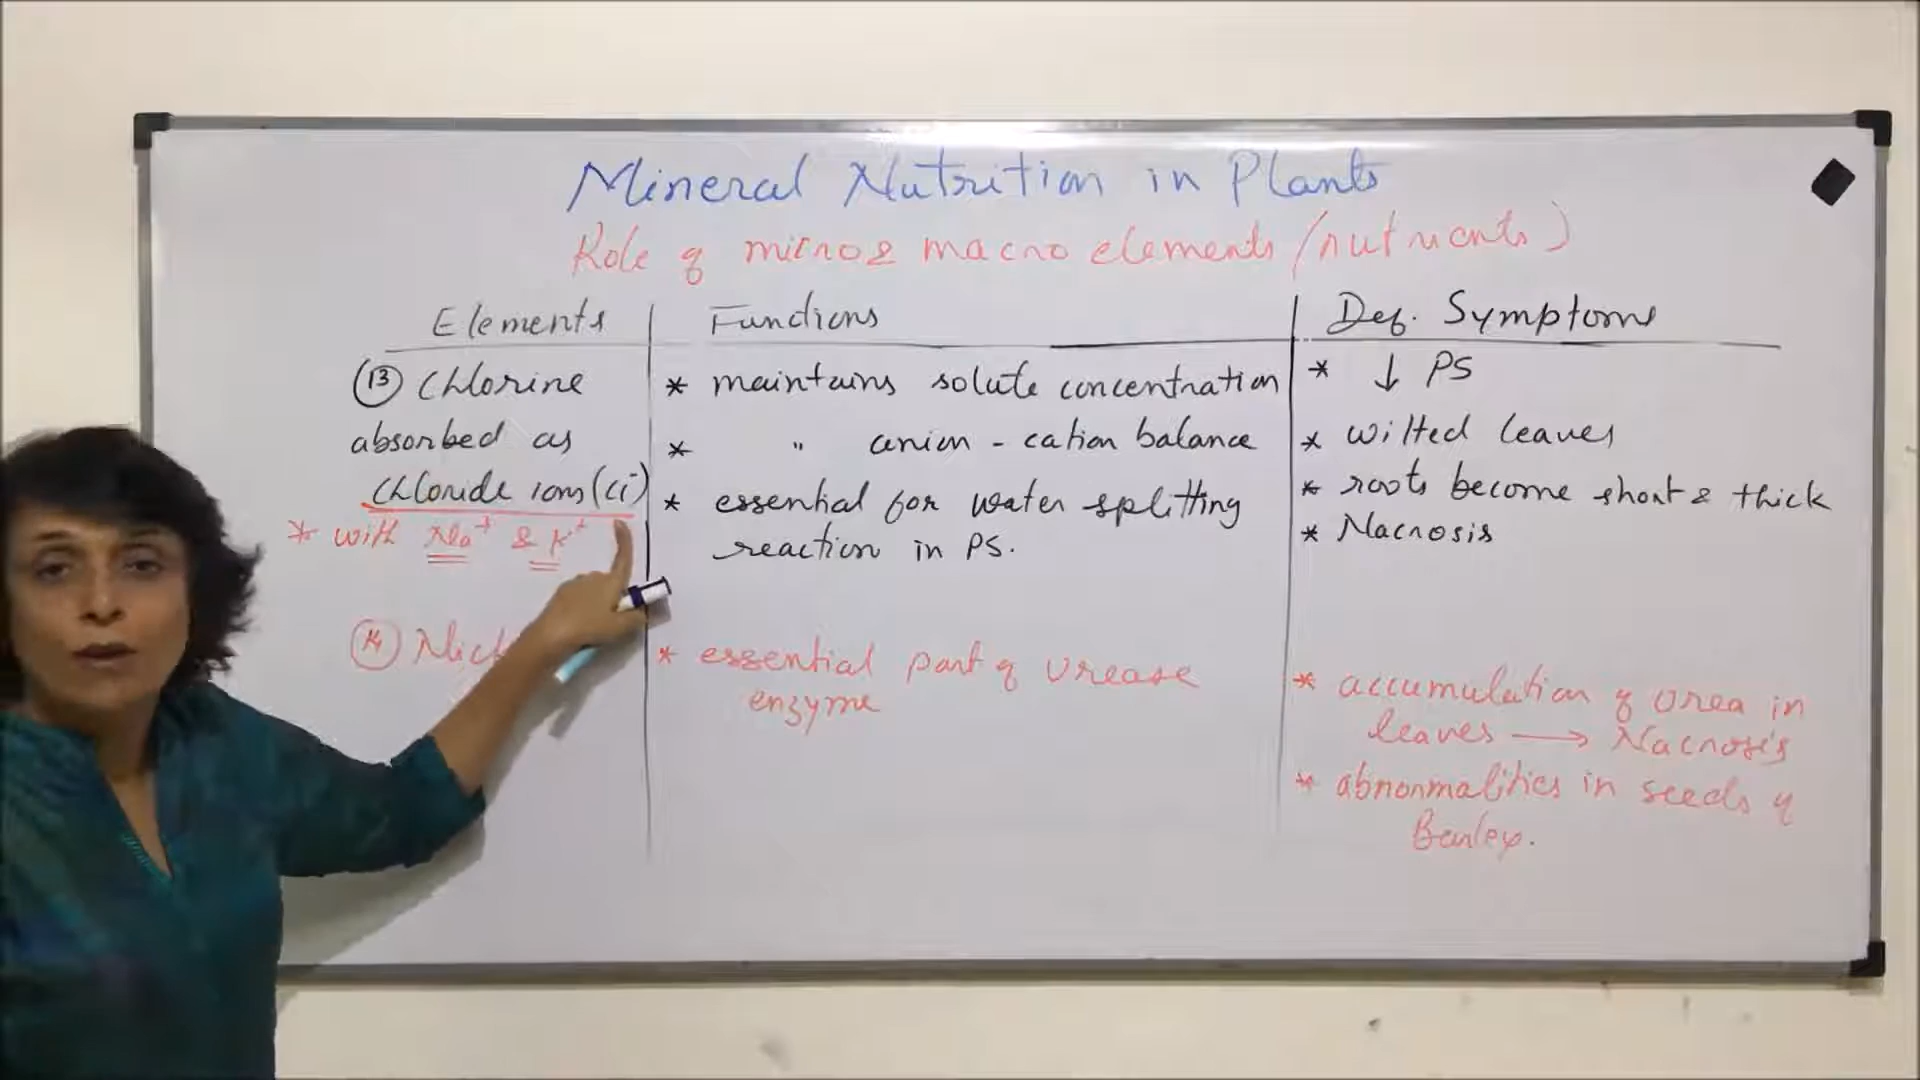 Mineral Nutrition in Plants
Role of micro & macro elements/nutrients)
Elements
Functions
Def. Symptoms
(13) Chlorine
absorbed as
Chloride ions (Cl-)
* with Na+ & K+
* maintains solute concentration
* " anion - cation balance
* essential for water splitting
reaction in PS.
* ↓ PS
* wilted leaves
* roots become short & thick
* Nacrosis
(14)
* essential part of Urease
enzyme
* accumulation of urea in
leaves → Nacrosis
* abnormalities in seeds of
Barley.